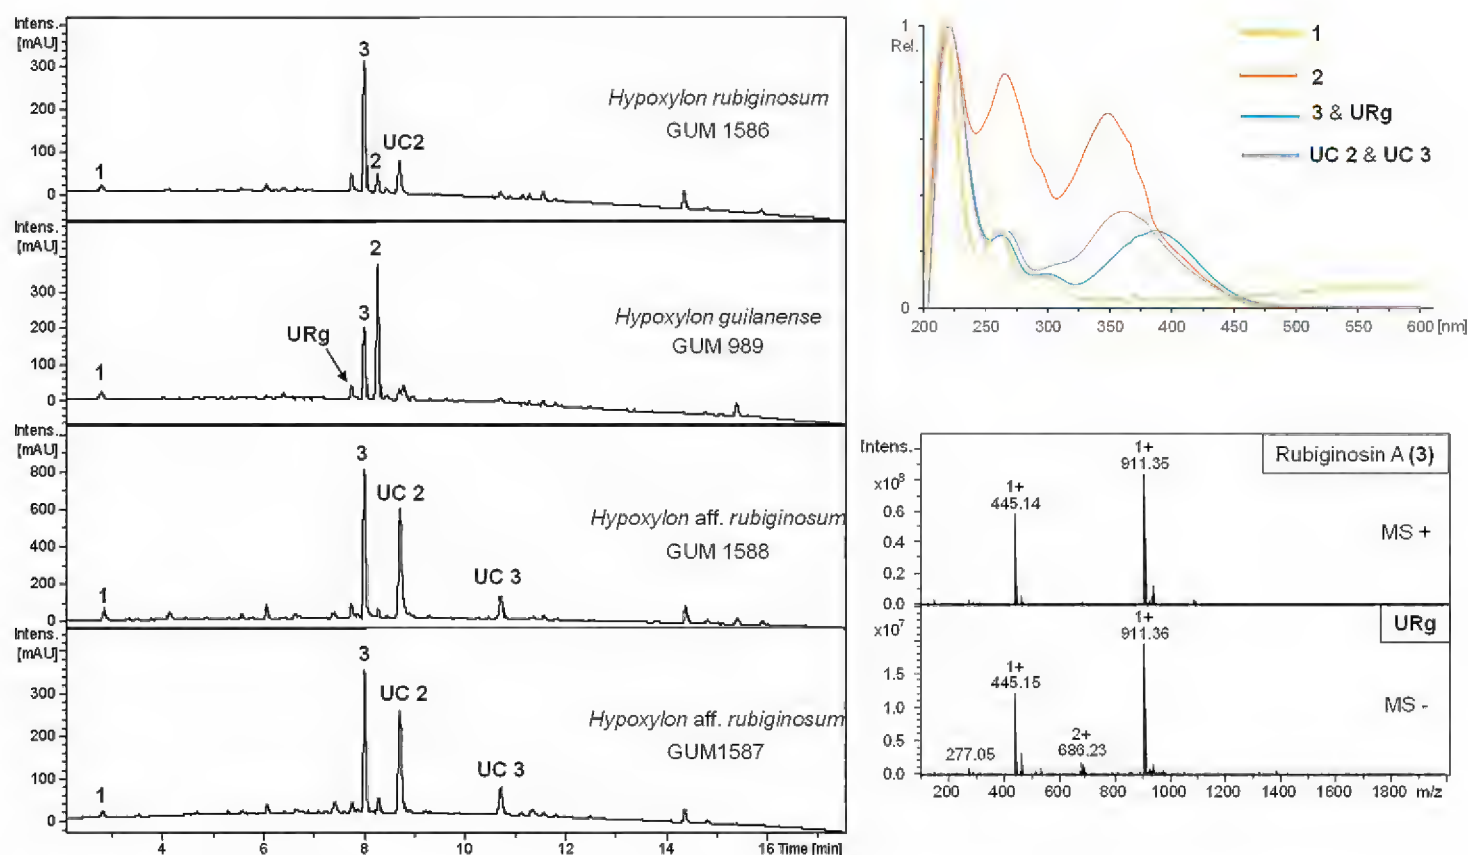 Intens.
[mAU]
300
200
100
0
1
3
2
UC2
Hypoxylon rubiginosum
GUM 1586
Intens.
[mAU]
300
200
100
0
1
URg
3
2
Hypoxylon guilanense
GUM 989
Intens.
[mAU]
800
600
400
200
0
1
3
UC 2
UC 3
Hypoxylon aff. rubiginosum
GUM 1588
Intens.
[mAU]
300
200
100
0
1
3
UC 2
UC 3
Hypoxylon aff. rubiginosum
GUM1587
4 6 8 10 12 14 16 Time [min]
1
Rel.
0
200 250 300 350 400 450 500 550 600 [nm]
1
2
3 & URg
UC 2 & UC 3
Intens.
x10⁸
0.8
0.6
0.4
0.2
0.0
1+
445.14
1+
911.35
Rubiginosin A (3)
MS +
x10⁷
1.5
1.0
0.5
0.0
277.05
1+
445.15
2+
686.23
1+
911.36
URg
MS -
200 400 600 800 1000 1200 1400 1600 1800 m/z